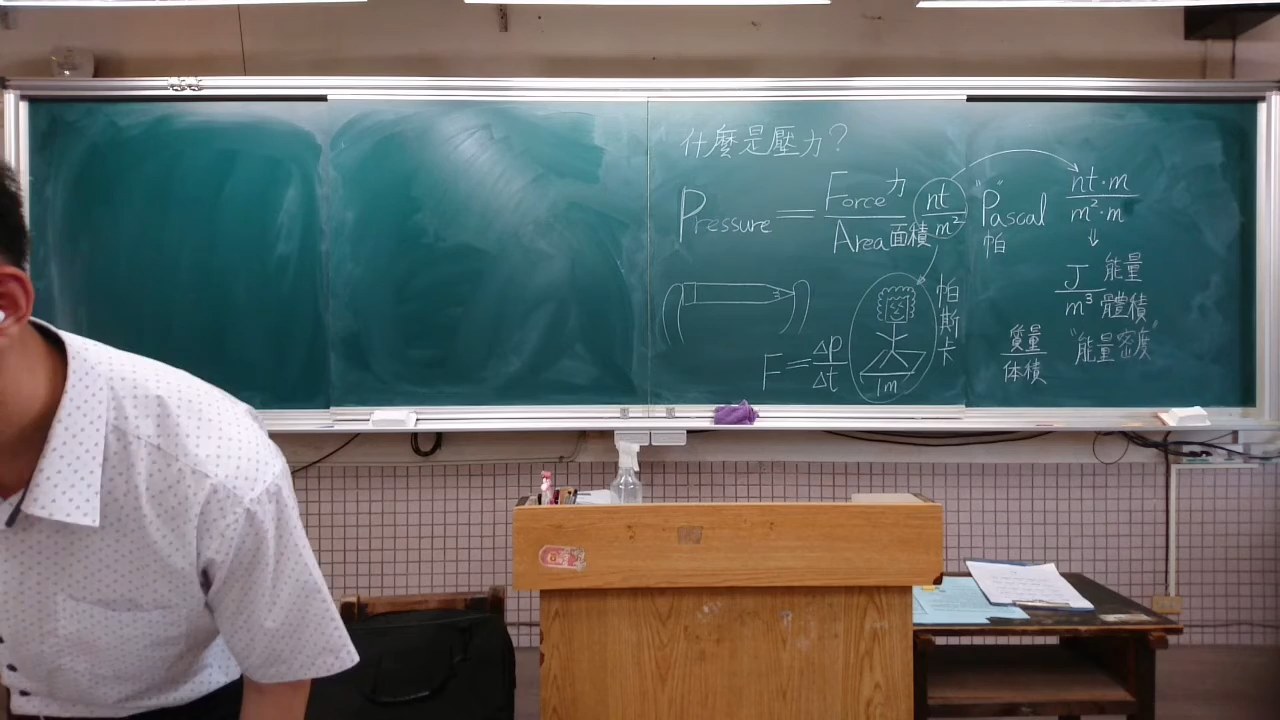 什麼是壓力？
Pressure = Force力 / Area面積 nt / m² "P"ascal
帕
nt·m / m²·m
⇓
J 能量 / m³ 體積
"能量密度"
質量 / 体積
帕斯卡
1m
F = Δp / Δt